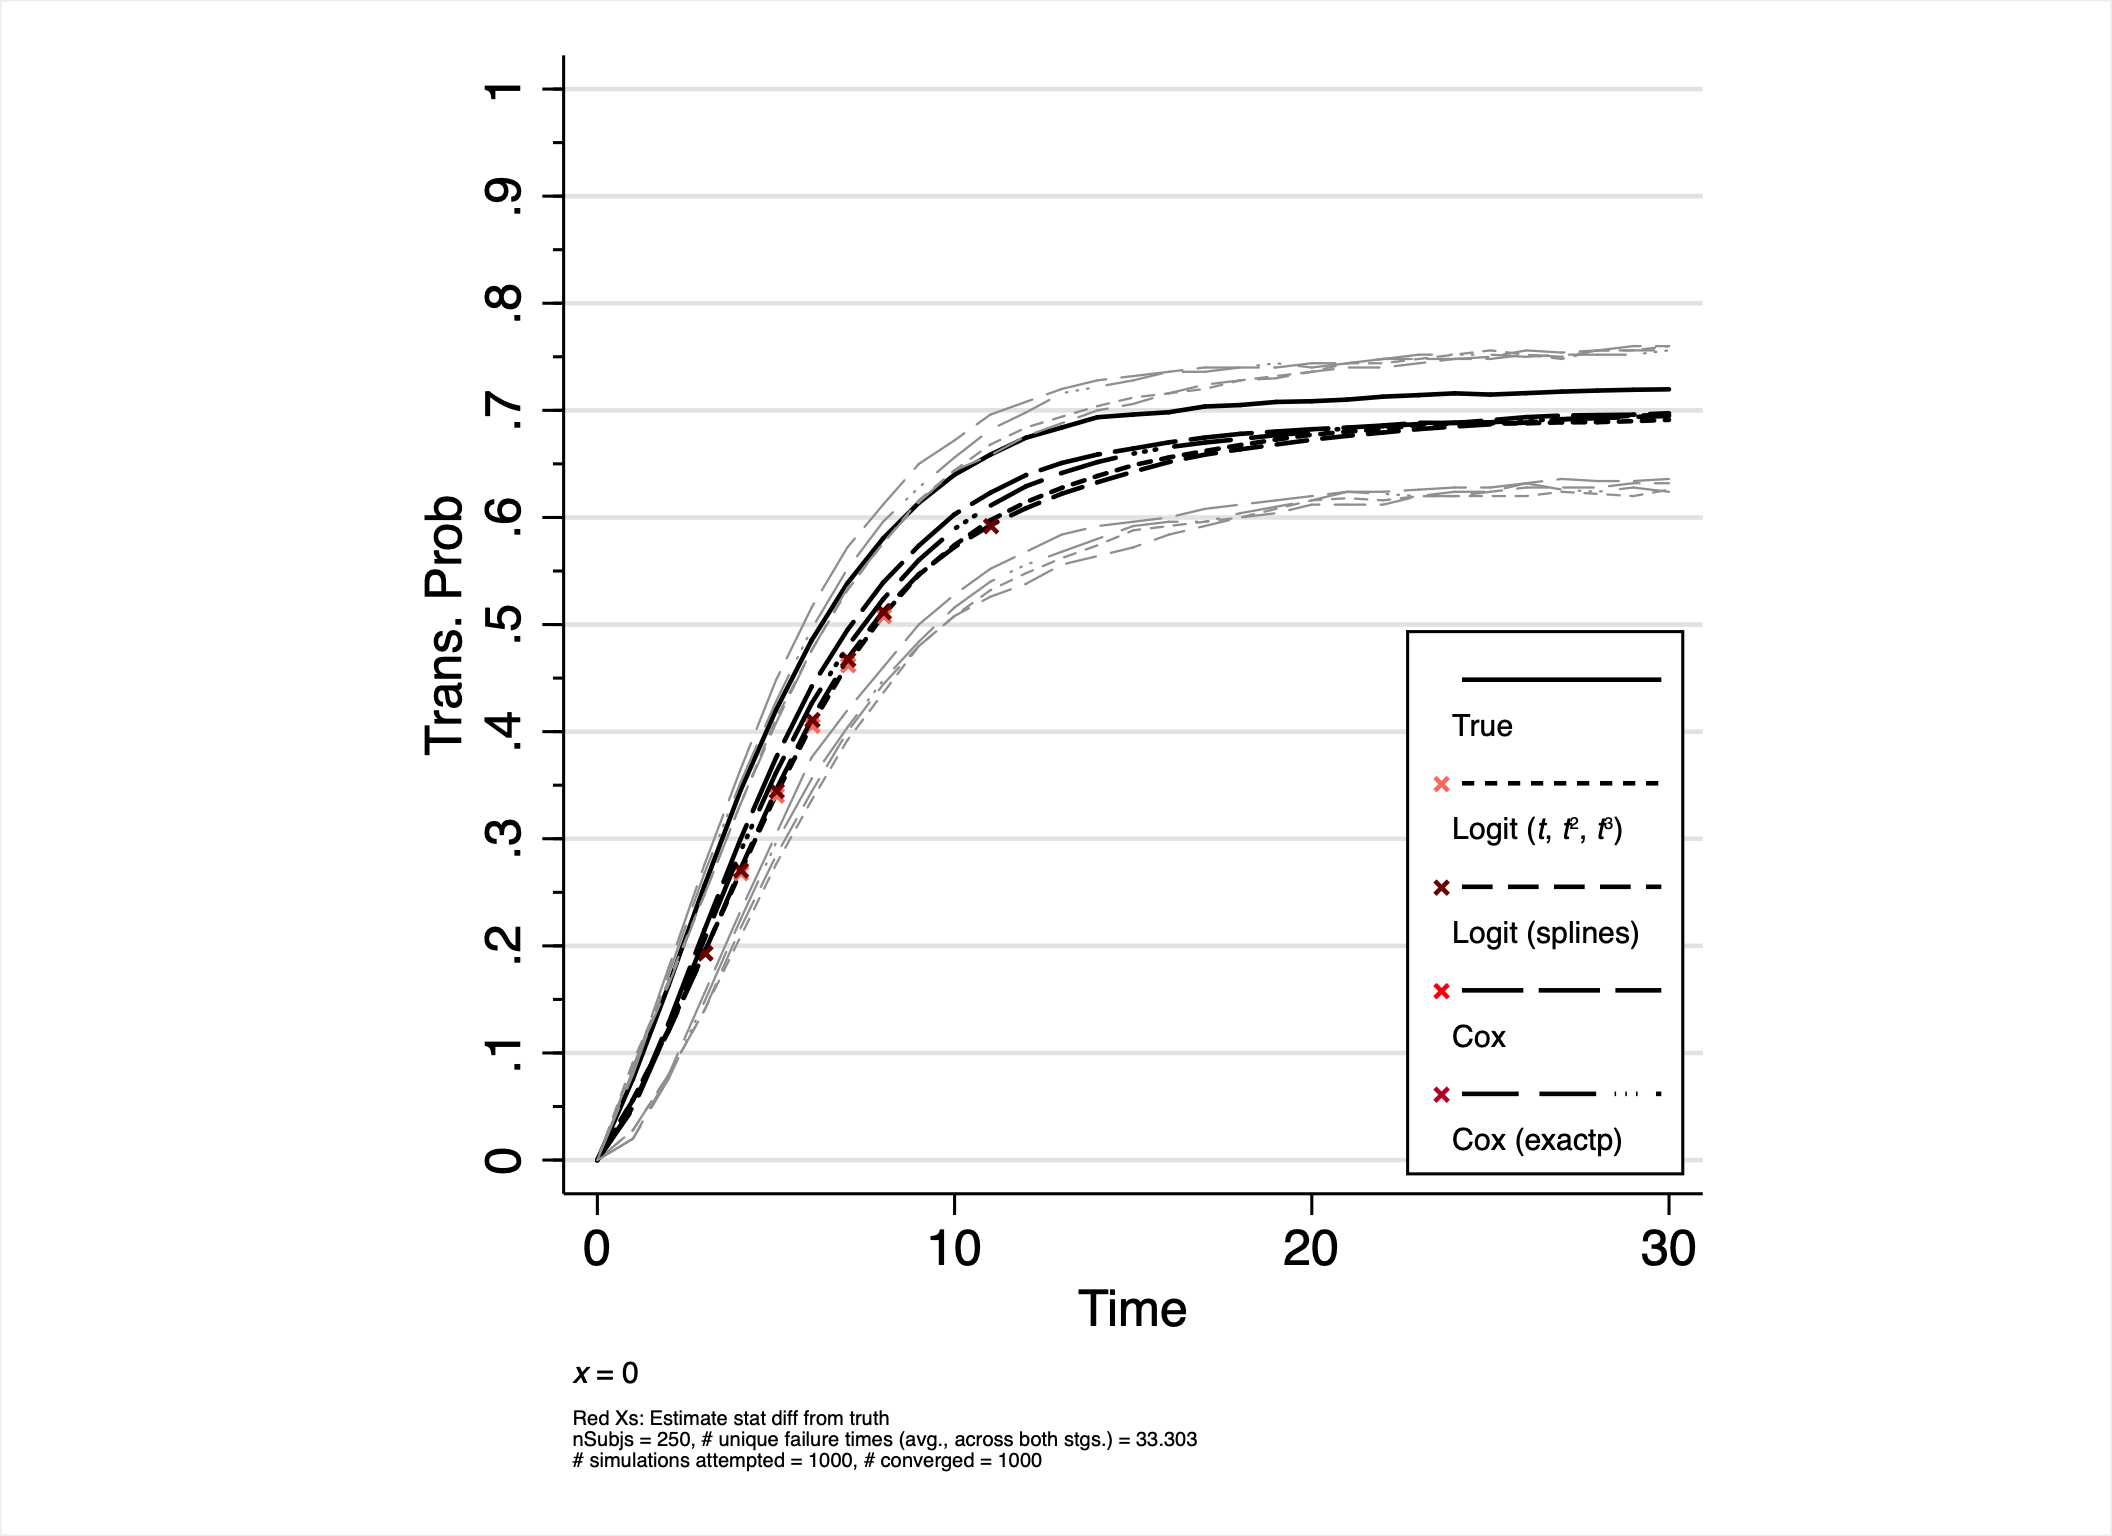 1
.9
.8
.7
.6
.5
.4
.3
.2
.1
0
Trans. Prob
True
Logit (t, t², t³)
Logit (splines)
Cox
Cox (exactp)
0 10 20 30
Time
x = 0
Red Xs: Estimate stat diff from truth
nSubjs = 250, # unique failure times (avg., across both stgs.) = 33.303
# simulations attempted = 1000, # converged = 1000